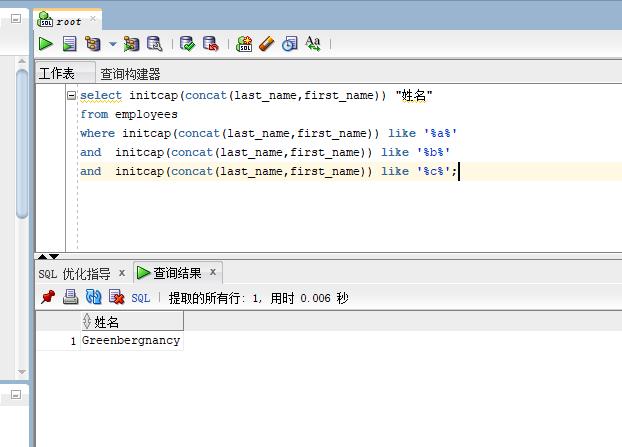 root
SQL
Aa
工作表 查询构建器
select initcap(concat(last_name,first_name)) "姓名"
from employees
where initcap(concat(last_name,first_name)) like '%a%'
and  initcap(concat(last_name,first_name)) like '%b%'
and  initcap(concat(last_name,first_name)) like '%c%';
SQL 优化指导 x 查询结果 x
SQL | 提取的所有行: 1, 用时 0.006 秒
姓名
1 Greenbergnancy